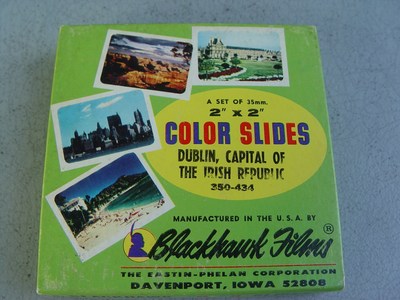 A SET OF 35mm.
2" x 2"
COLOR SLIDES
DUBLIN, CAPITAL OF
THE IRISH REPUBLIC
350-434
MANUFACTURED IN THE U.S.A. BY
Blackhawk Films®
THE EASTIN-PHELAN CORPORATION
DAVENPORT, IOWA 52808